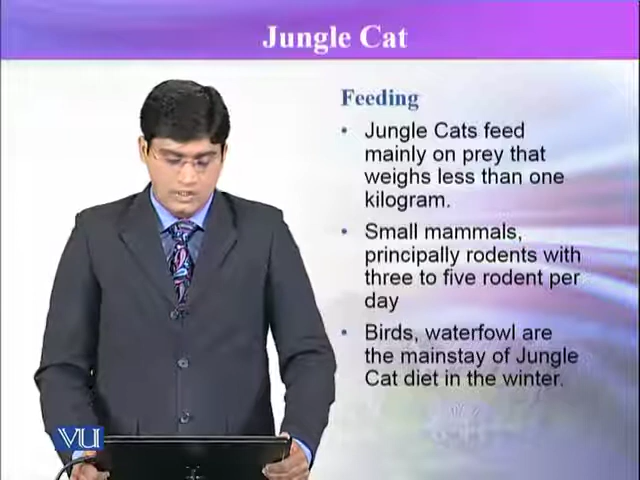 Jungle Cat
Feeding
• Jungle Cats feed
mainly on prey that
weighs less than one
kilogram.
• Small mammals,
principally rodents with
three to five rodent per
day
• Birds, waterfowl are
the mainstay of Jungle
Cat diet in the winter.
VU